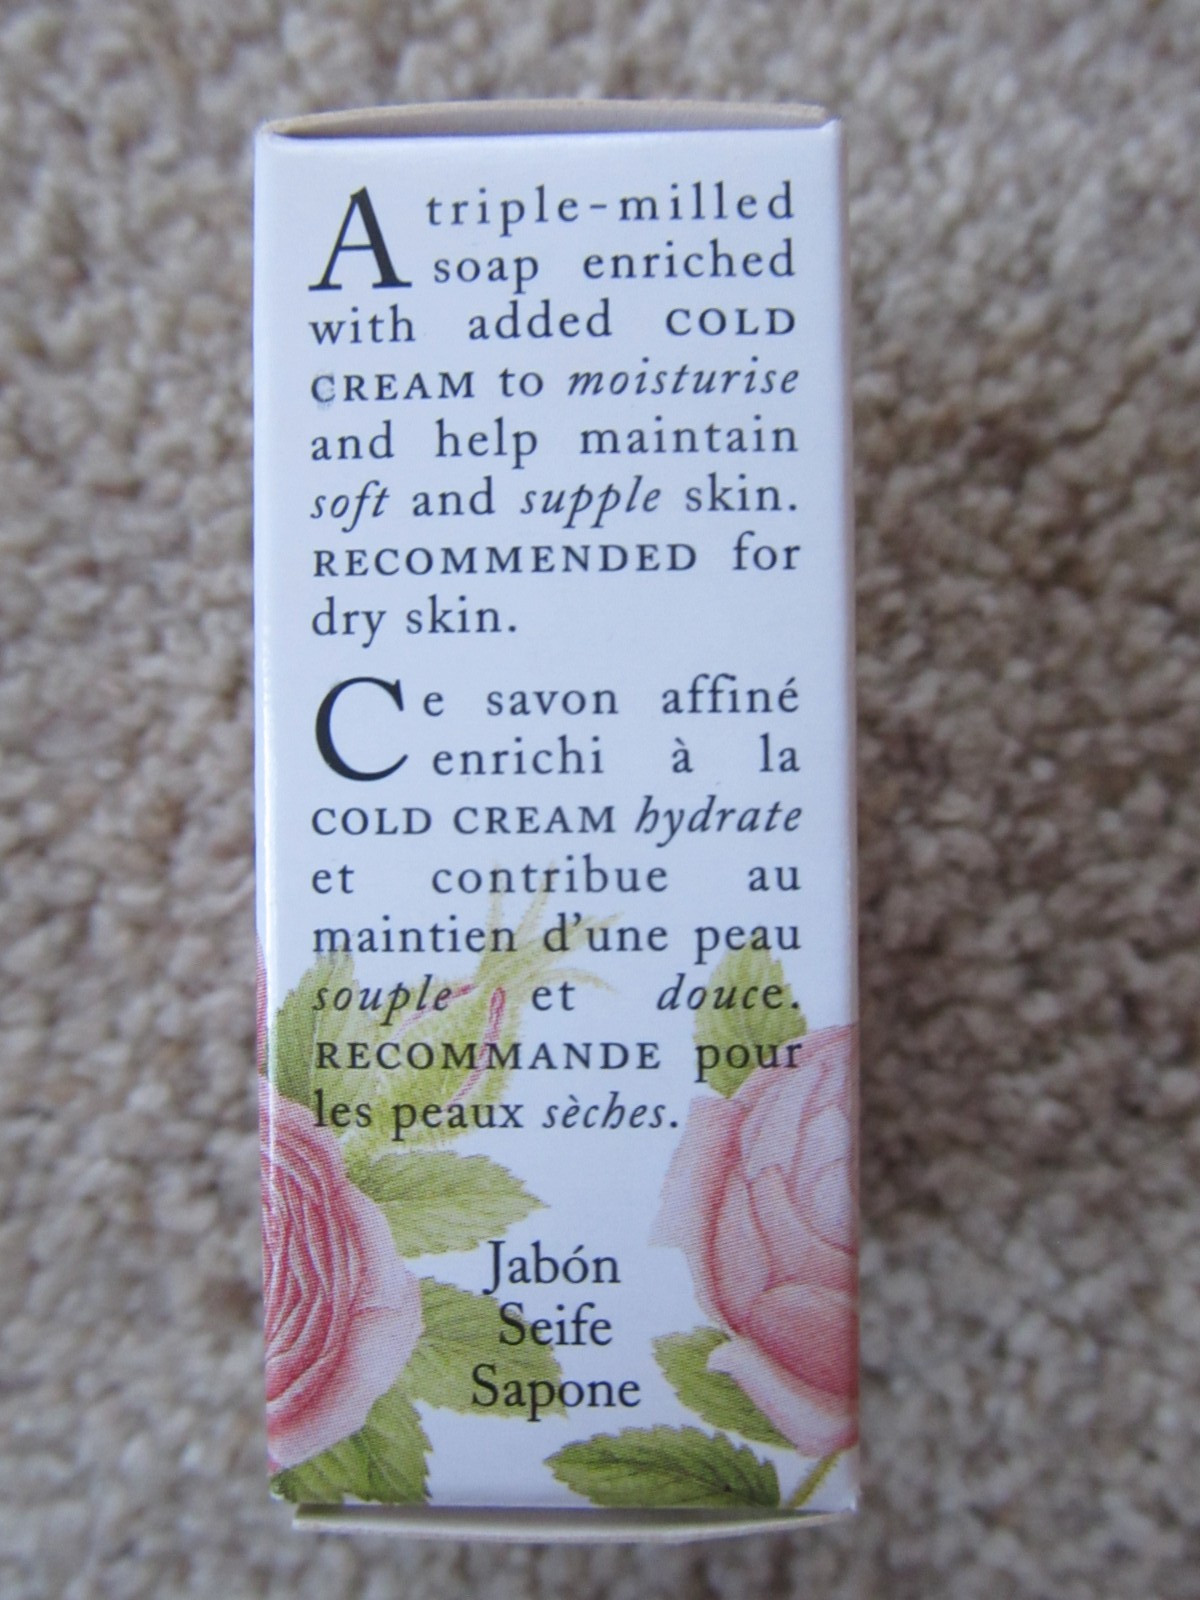 A triple-milled
soap enriched
with added COLD
CREAM to moisturise
and help maintain
soft and supple skin.
RECOMMENDED for
dry skin.
Ce savon affiné
enrichi à la
COLD CREAM hydrate
et contribue au
maintien d'une peau
souple et douce.
RECOMMANDE pour
les peaux sèches.
Jabón
Seife
Sapone